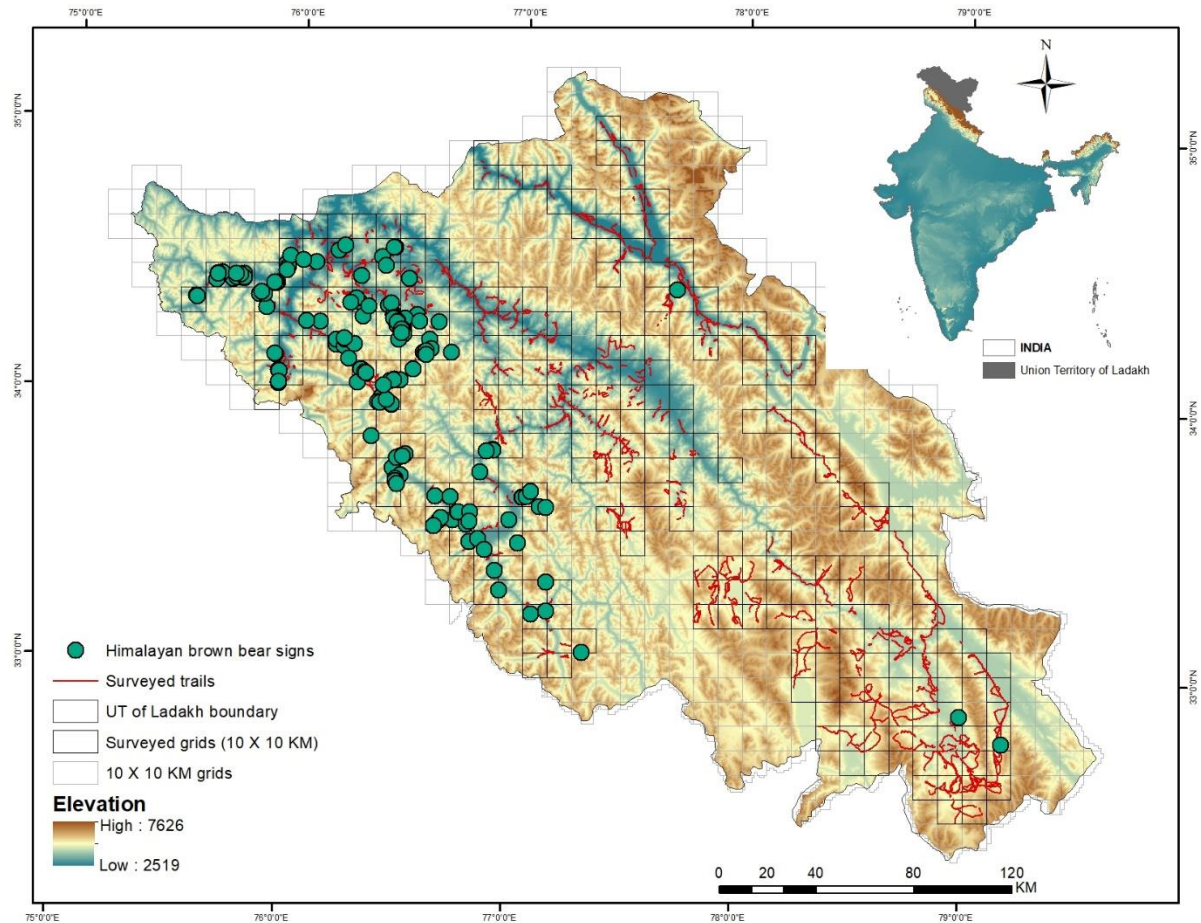 75°0'0"E 76°0'0"E 77°0'0"E 78°0'0"E 79°0'0"E
N
35°0'0"N
35°0'0"N
INDIA
Union Territory of Ladakh
34°0'0"N
34°0'0"N
33°0'0"N
33°0'0"N
Himalayan brown bear signs
Surveyed trails
UT of Ladakh boundary
Surveyed grids (10 X 10 KM)
10 X 10 KM grids
Elevation
High : 7626
Low : 2519
0 20 40 80 120
KM
75°0'0"E 76°0'0"E 77°0'0"E 78°0'0"E 79°0'0"E